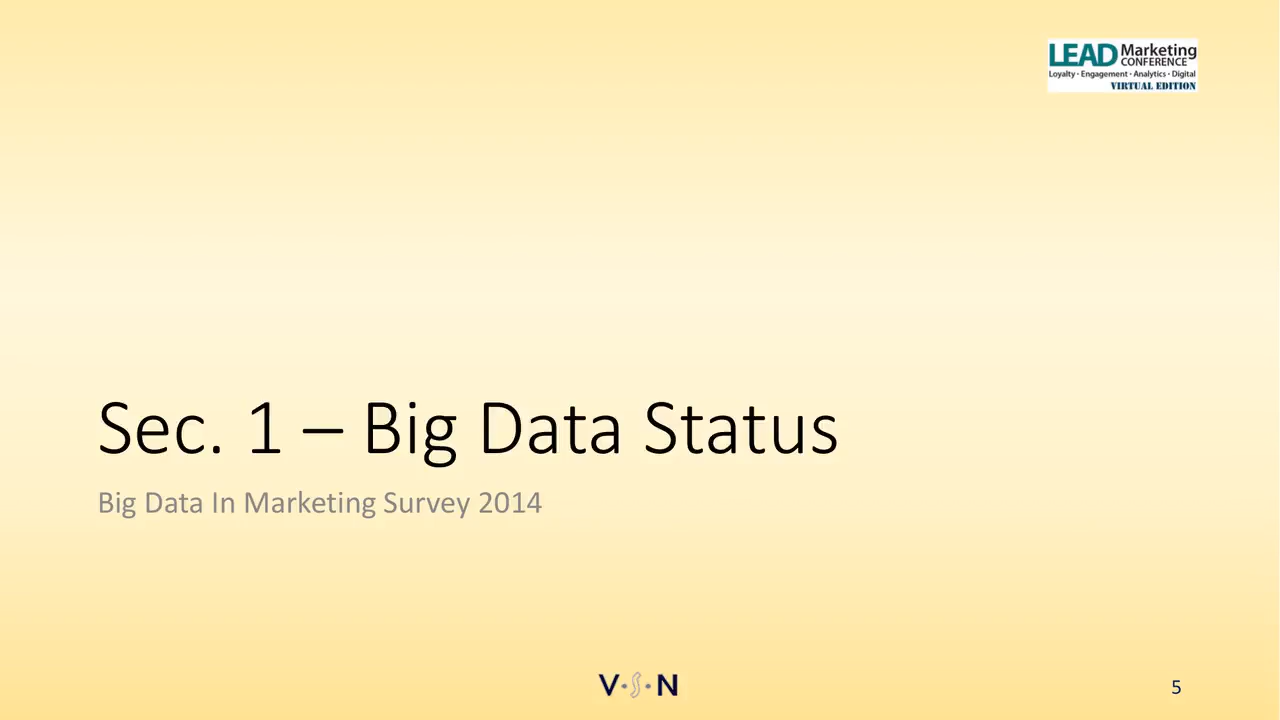 LEAD Marketing
CONFERENCE
Loyalty · Engagement · Analytics · Digital
VIRTUAL EDITION
Sec. 1 – Big Data Status
Big Data In Marketing Survey 2014
V·S·N
5